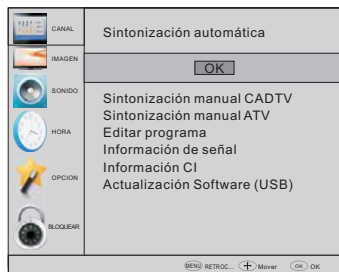 CANAL
IMAGEN
SONIDO
HORA
OPCION
BLOQUEAR
Sintonización automática
OK
Sintonización manual CADTV
Sintonización manual ATV
Editar programa
Información de señal
Información CI
Actualización Software (USB)
MENU RETROC... Mover OK OK